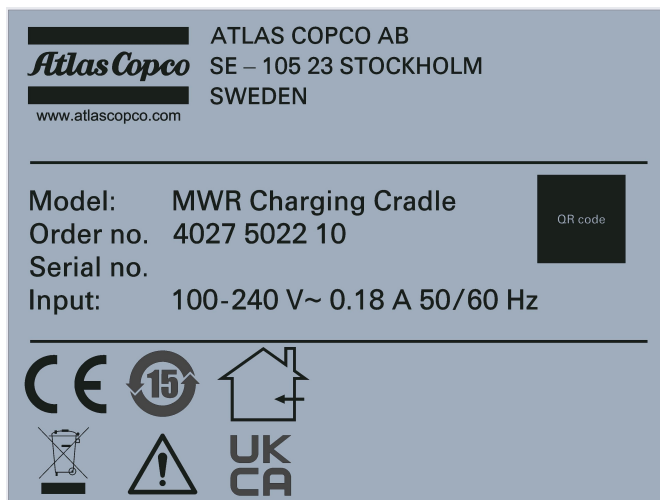 Atlas Copco
www.atlascopco.com
ATLAS COPCO AB
SE – 105 23 STOCKHOLM
SWEDEN
Model: MWR Charging Cradle
Order no. 4027 5022 10
Serial no.
Input: 100-240 V~ 0.18 A 50/60 Hz
QR code
CE
15
UK
CA